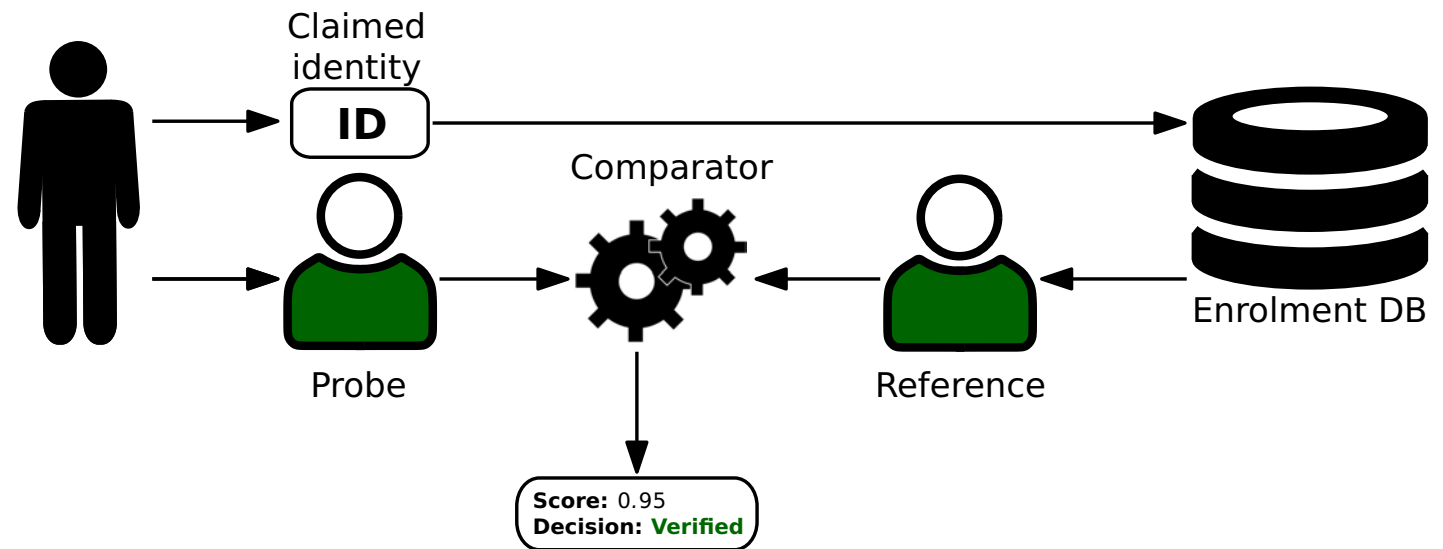 Claimed
identity
ID
Comparator
Enrolment DB
Probe
Reference
Score: 0.95
Decision: Verified